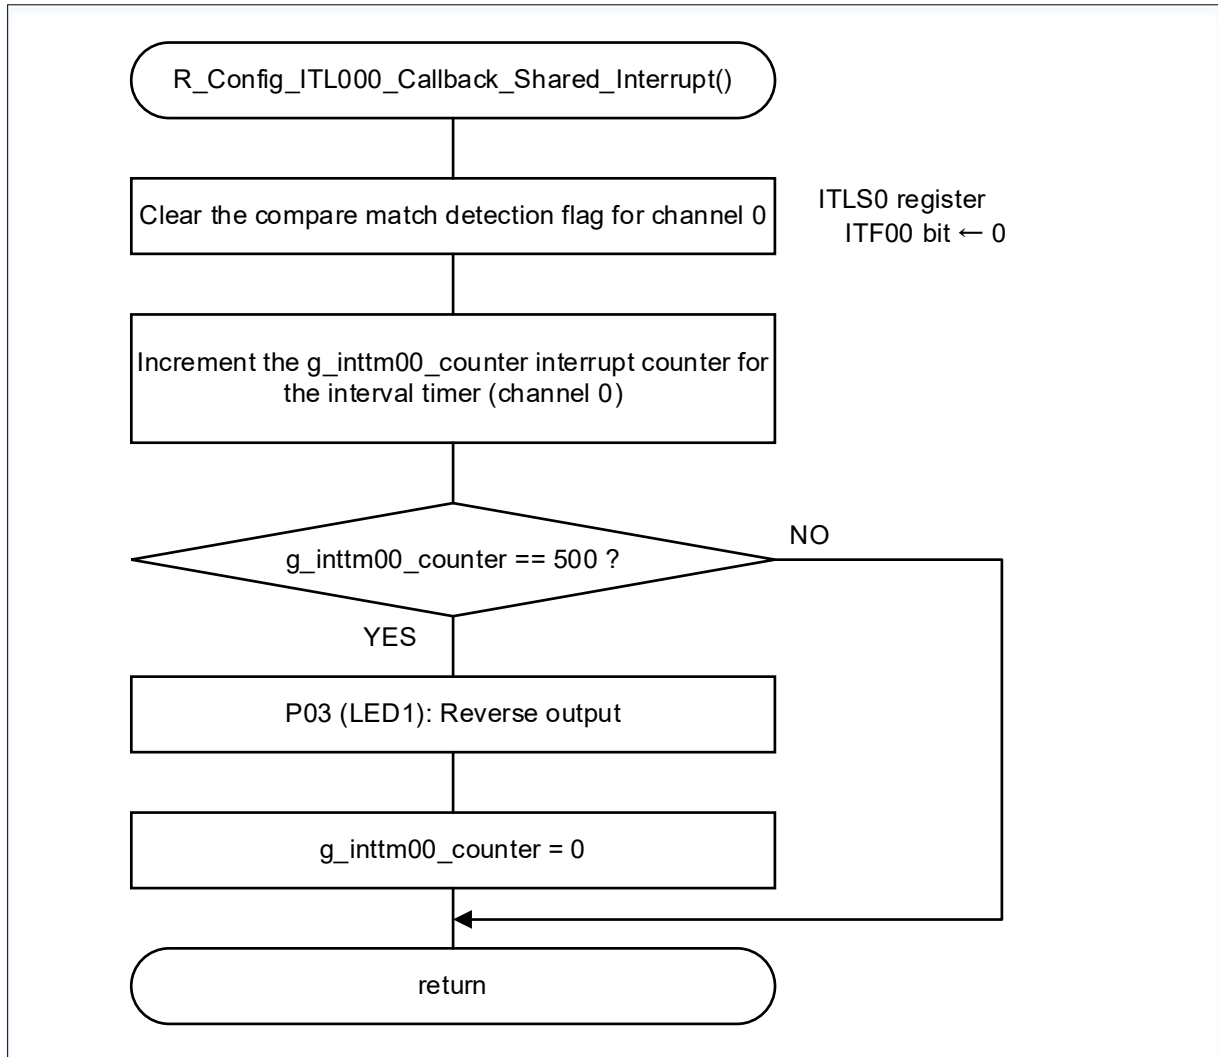 R_Config_ITL000_Callback_Shared_Interrupt()
Clear the compare match detection flag for channel 0
ITLS0 register
ITF00 bit ← 0
Increment the g_inttm00_counter interrupt counter for
the interval timer (channel 0)
g_inttm00_counter == 500 ?
NO
YES
P03 (LED1): Reverse output
g_inttm00_counter = 0
return